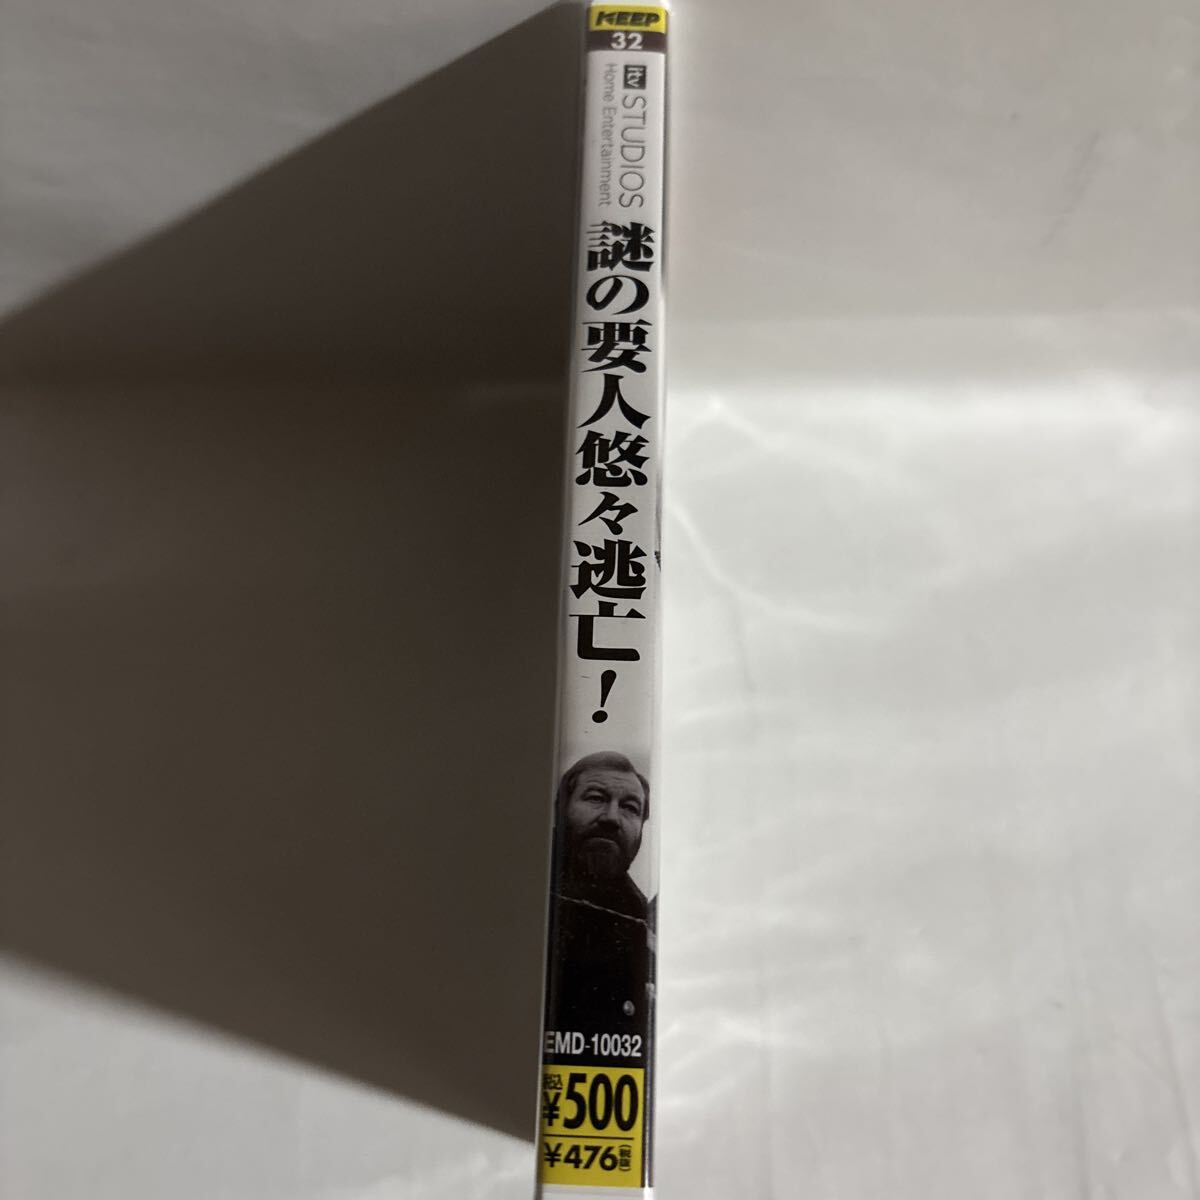 KEEP
32
itv STUDIOS
Home Entertainment
謎の要人悠々逃亡！
EMD-10032
税込
¥500
¥476(税抜)